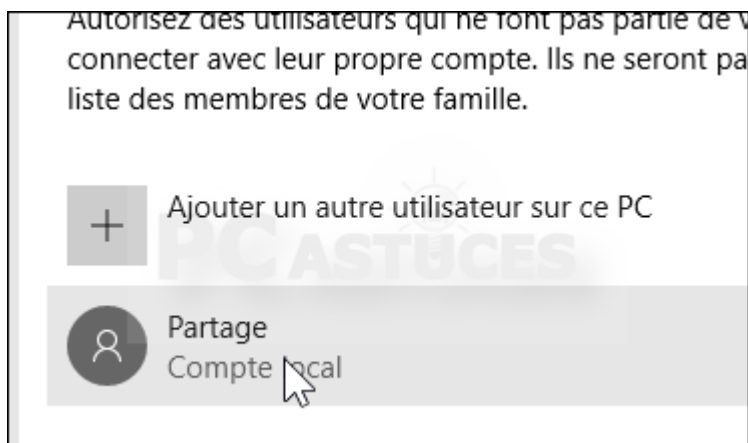 Autorisez des utilisateurs qui ne font pas partie de
connecter avec leur propre compte. Ils ne seront pa
liste des membres de votre famille.
Ajouter un autre utilisateur sur ce PC
PC ASTUCES
Partage
Compte local